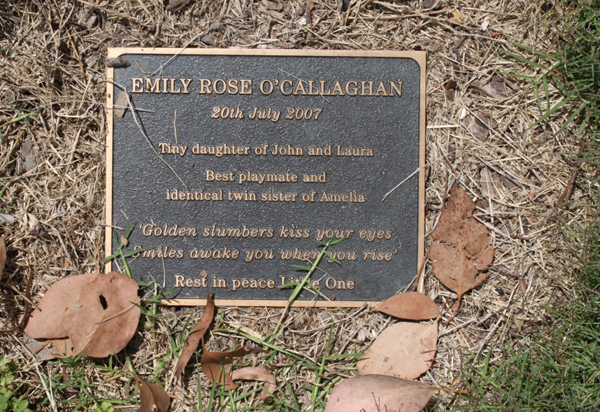 EMILY ROSE O'CALLAGHAN
20th July 2007
Tiny daughter of John and Laura
Best playmate and
identical twin sister of Amelia
'Golden slumbers kiss your eyes
Smiles awake you when you rise'
Rest in peace Little One